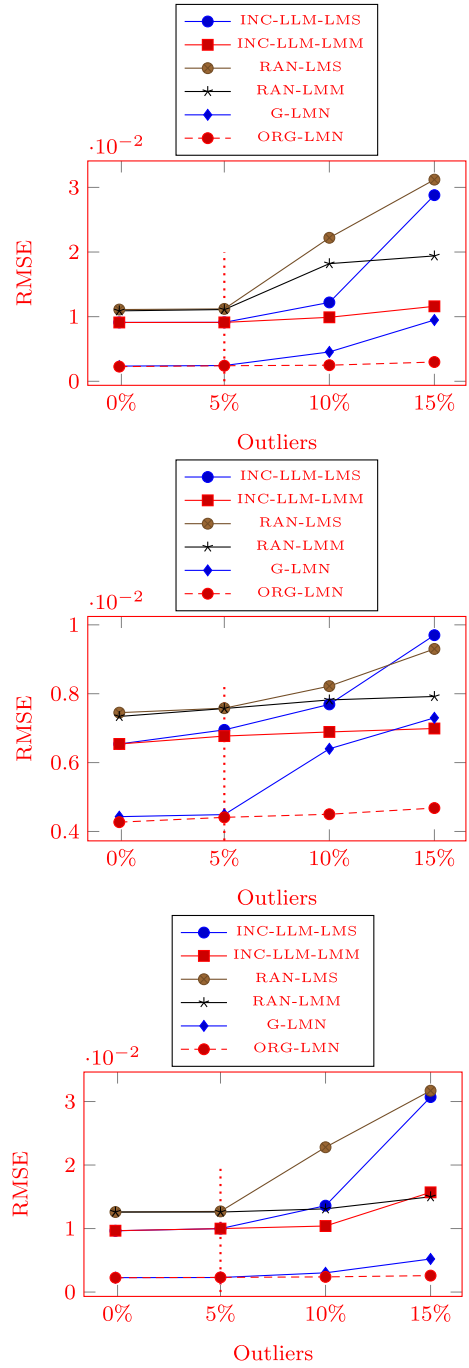 INC-LLM-LMS
INC-LLM-LMM
RAN-LMS
RAN-LMM
G-LMN
ORG-LMN
·10⁻²
3
2
1
0
RMSE
0% 5% 10% 15%
Outliers
INC-LLM-LMS
INC-LLM-LMM
RAN-LMS
RAN-LMM
G-LMN
ORG-LMN
·10⁻²
1
0.8
0.6
0.4
RMSE
0% 5% 10% 15%
Outliers
INC-LLM-LMS
INC-LLM-LMM
RAN-LMS
RAN-LMM
G-LMN
ORG-LMN
·10⁻²
3
2
1
0
RMSE
0% 5% 10% 15%
Outliers